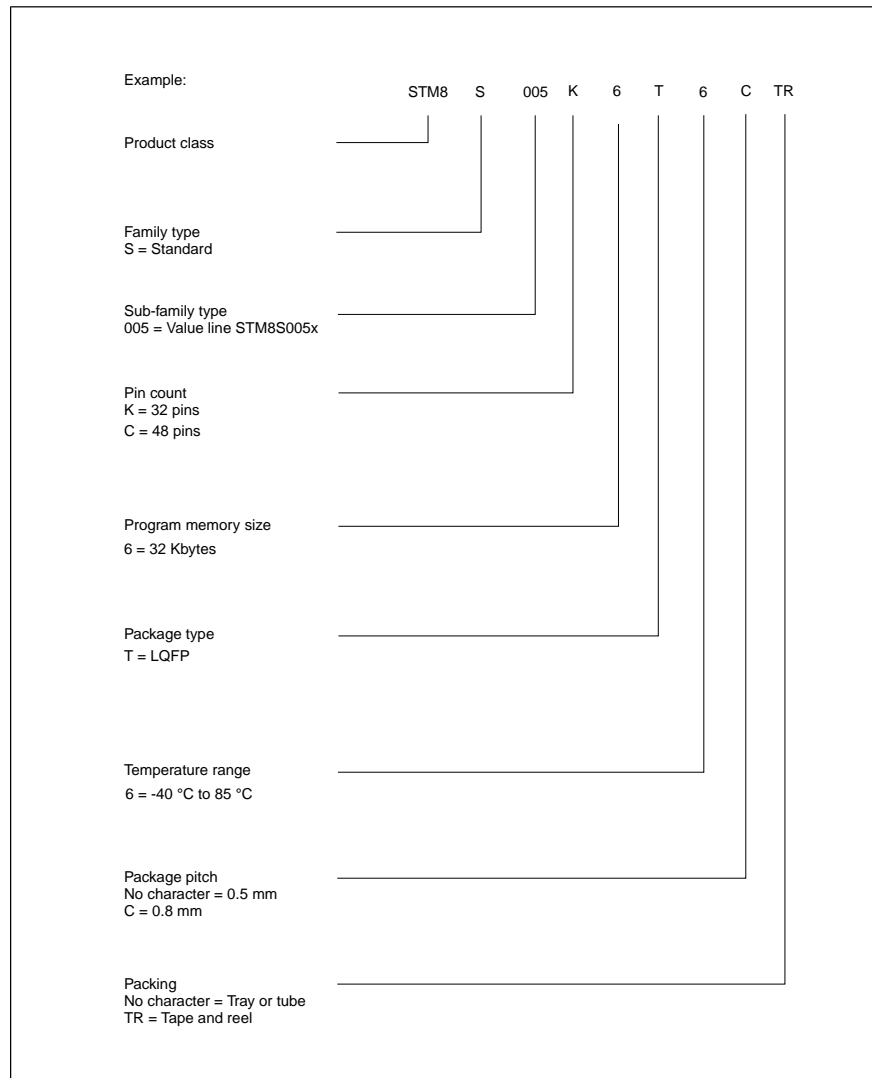 Example:
STM8 S 005 K 6 T 6 C TR
Product class
Family type
S = Standard
Sub-family type
005 = Value line STM8S005x
Pin count
K = 32 pins
C = 48 pins
Program memory size
6 = 32 Kbytes
Package type
T = LQFP
Temperature range
6 = -40 °C to 85 °C
Package pitch
No character = 0.5 mm
C = 0.8 mm
Packing
No character = Tray or tube
TR = Tape and reel